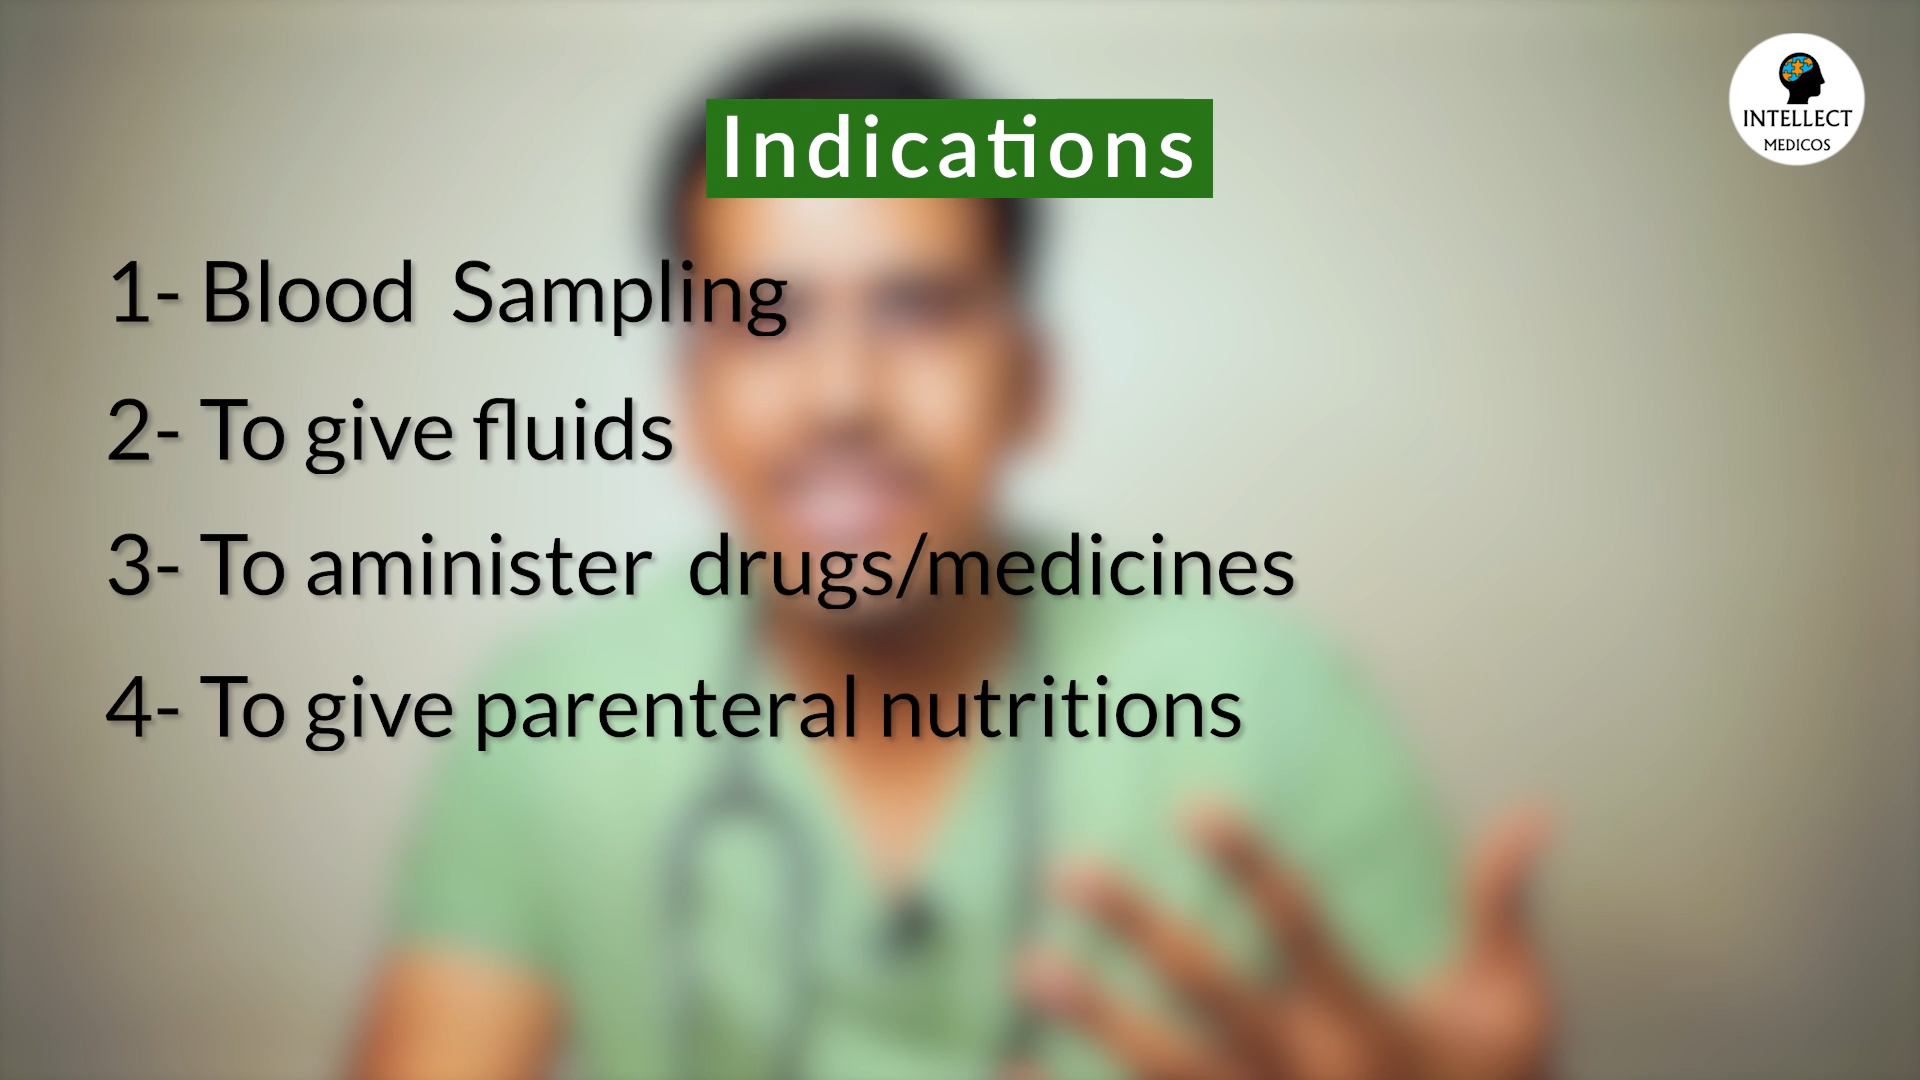 Indications
INTELLECT
MEDICOS
1- Blood Sampling
2- To give fluids
3- To aminister drugs/medicines
4- To give parenteral nutritions